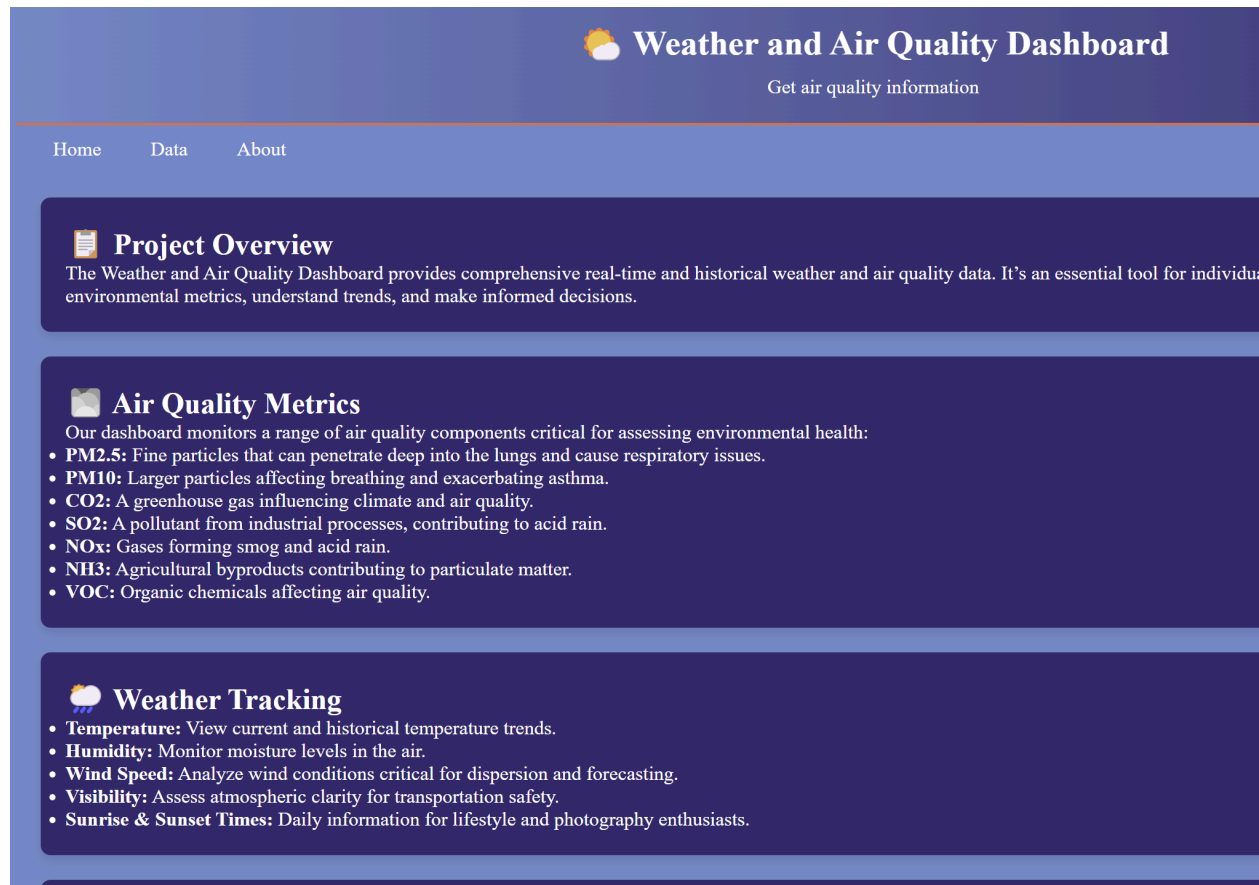 Weather and Air Quality Dashboard
Get air quality information
Home Data About
Project Overview
The Weather and Air Quality Dashboard provides comprehensive real-time and historical weather and air quality data. It’s an essential tool for
environmental metrics, understand trends, and make informed decisions.
Air Quality Metrics
Our dashboard monitors a range of air quality components critical for assessing environmental health:
• PM2.5: Fine particles that can penetrate deep into the lungs and cause respiratory issues.
• PM10: Larger particles affecting breathing and exacerbating asthma.
• CO2: A greenhouse gas influencing climate and air quality.
• SO2: A pollutant from industrial processes, contributing to acid rain.
• NOx: Gases forming smog and acid rain.
• NH3: Agricultural byproducts contributing to particulate matter.
• VOC: Organic chemicals affecting air quality.
Weather Tracking
• Temperature: View current and historical temperature trends.
• Humidity: Monitor moisture levels in the air.
• Wind Speed: Analyze wind conditions critical for dispersion and forecasting.
• Visibility: Assess atmospheric clarity for transportation safety.
• Sunrise & Sunset Times: Daily information for lifestyle and photography enthusiasts.